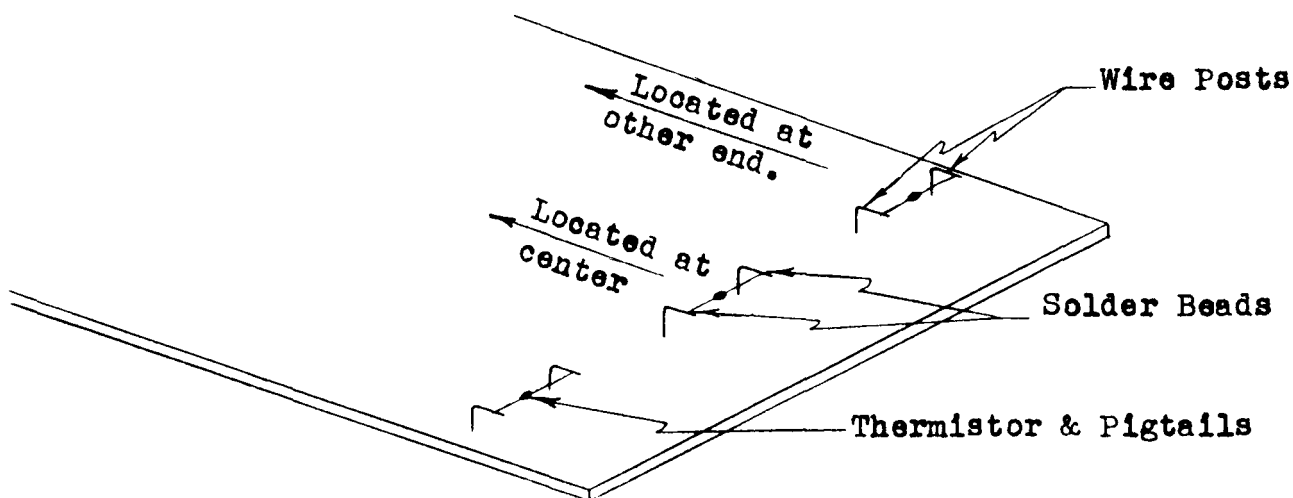 Wire Posts
Located at
other end.
Located at
center
Solder Beads
Thermistor & Pigtails